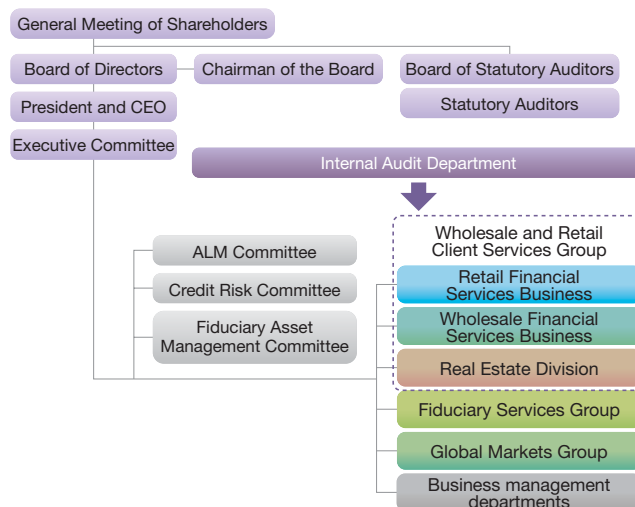 General Meeting of Shareholders
Board of Directors
Chairman of the Board
Board of Statutory Auditors
President and CEO
Statutory Auditors
Executive Committee
Internal Audit Department
Wholesale and Retail
Client Services Group
ALM Committee
Credit Risk Committee
Fiduciary Asset
Management Committee
Retail Financial
Services Business
Wholesale Financial
Services Business
Real Estate Division
Fiduciary Services Group
Global Markets Group
Business management
departments